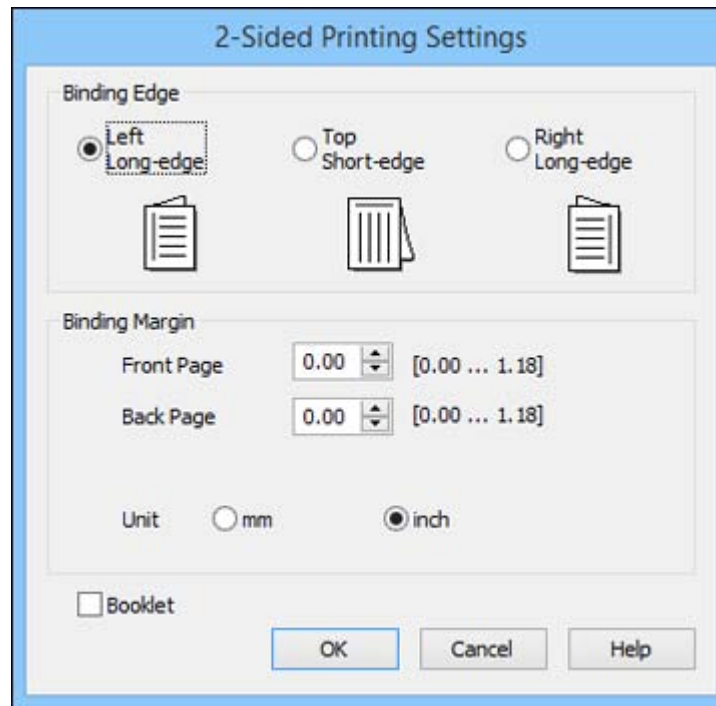 2-Sided Printing Settings
Binding Edge
Left
Long-edge
Top
Short-edge
Right
Long-edge
Binding Margin
Front Page 0.00 [0.00 ... 1.18]
Back Page 0.00 [0.00 ... 1.18]
Unit mm inch
Booklet
OK Cancel Help